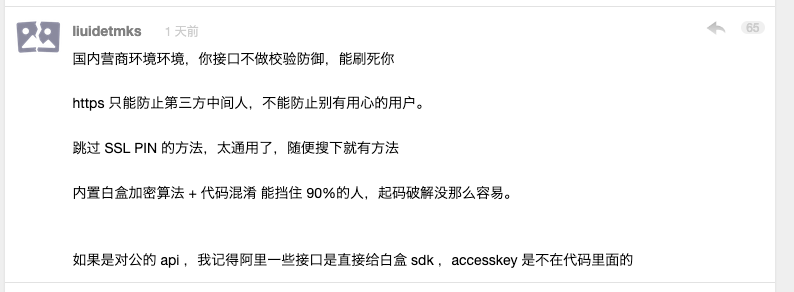 liuidetmks 1 天前 65
国内营商环境环境，你接口不做校验防御，能刷死你
https 只能防止第三方中间人，不能防止别有用心的用户。
跳过 SSL PIN 的方法，太通用了，随便搜下就有方法
内置白盒加密算法 + 代码混淆 能挡住 90%的人，起码破解没那么容易。
如果是对公的 api ，我记得阿里一些接口是直接给白盒 sdk ，accesskey 是不在代码里面的